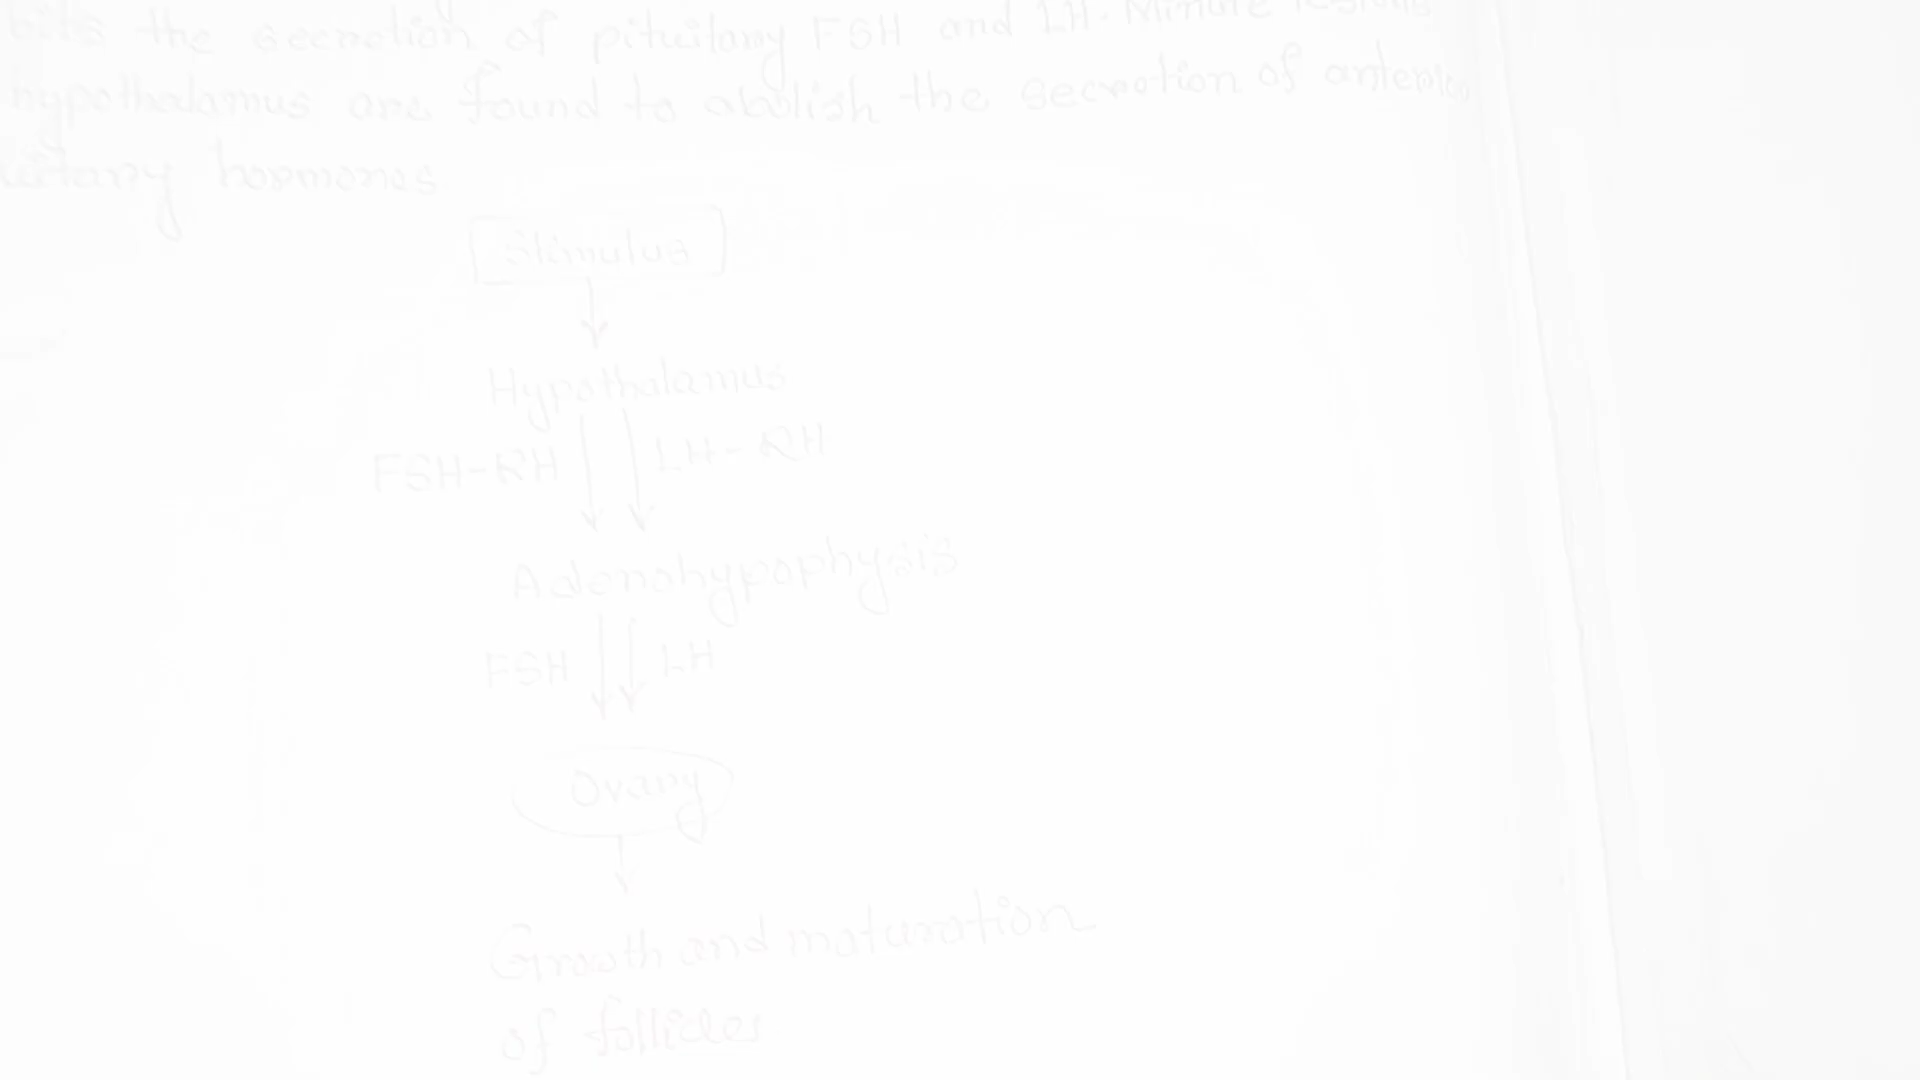 bits the secretion of pituitary FSH and LH. Minute lesions
hypothalamus are found to abolish the secretion of anterior
uitary hormones
Stimulus
Hypothalamus
FSH-RH LH-RH
Adenohypophysis
FSH LH
Ovary
Growth and maturation
of follicles